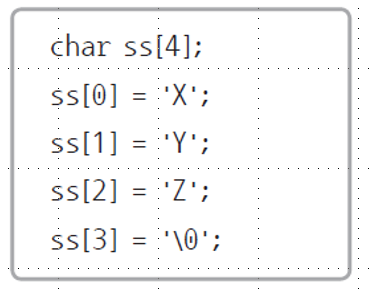 char ss[4];
ss[0] = 'X';
ss[1] = 'Y';
ss[2] = 'Z';
ss[3] = '\0';